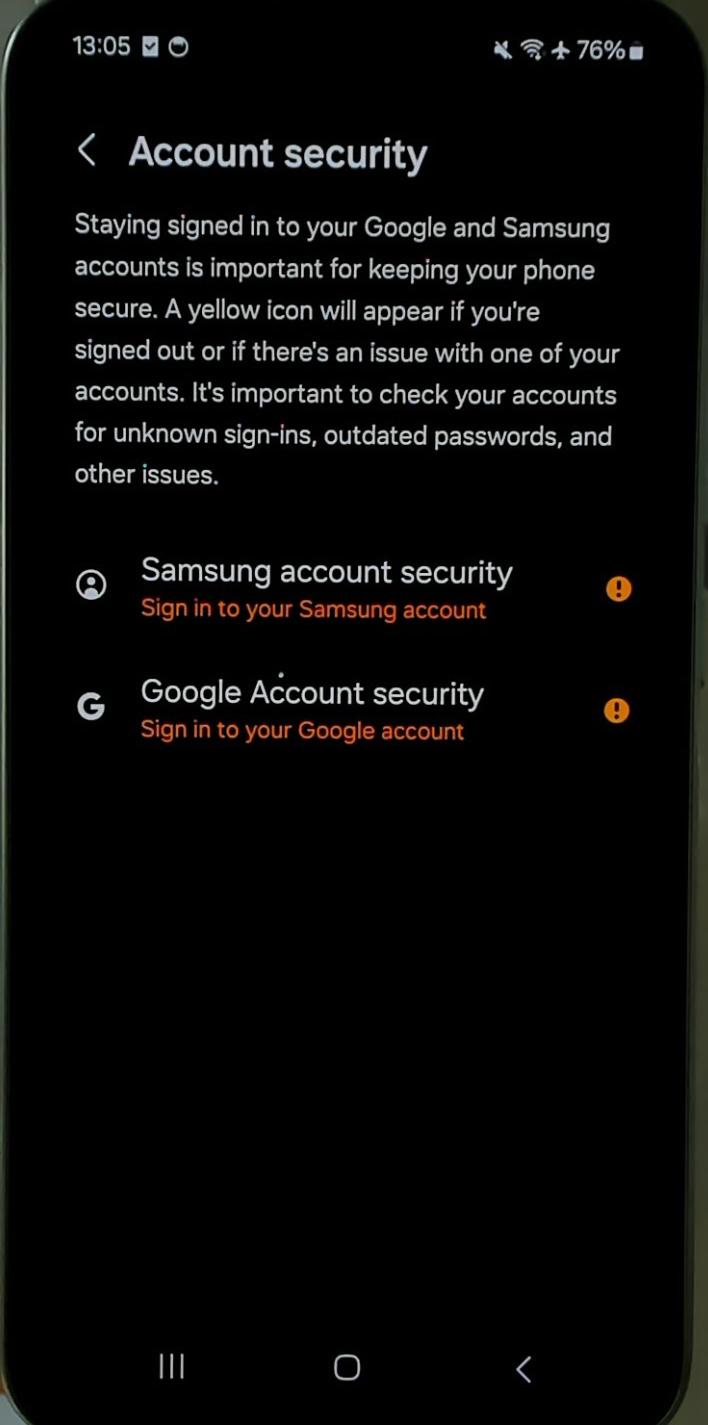 13:05
76%
Account security
Staying signed in to your Google and Samsung
accounts is important for keeping your phone
secure. A yellow icon will appear if you're
signed out or if there's an issue with one of your
accounts. It's important to check your accounts
for unknown sign-ins, outdated passwords, and
other issues.
Samsung account security
Sign in to your Samsung account
G
Google Account security
Sign in to your Google account